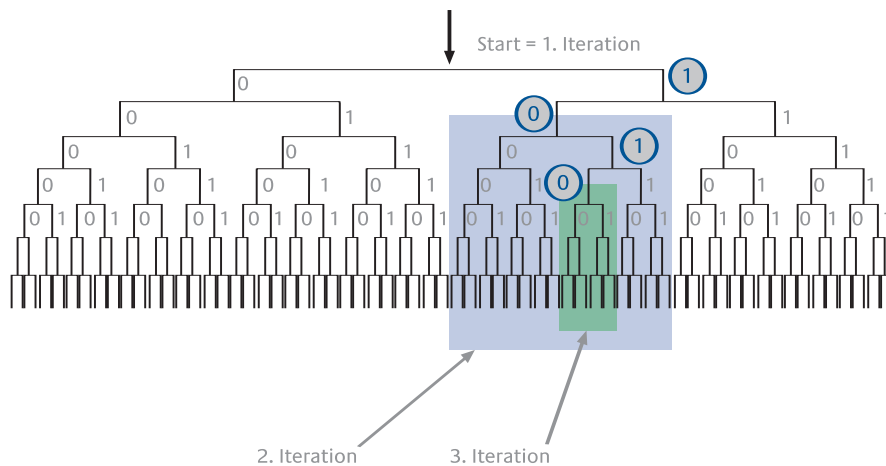 Start = 1. Iteration
0 1
0 1 0 1
0 1 0 1 0 1 0 1
0 1 0 1 0 1 0 1 0 1 0 1 0 1 0 1
0 1 0 1 0 1 0 1 0 1 0 1 0 1 0 1 0 1 0 1 0 1 0 1 0 1 0 1 0 1 0 1
2. Iteration
3. Iteration